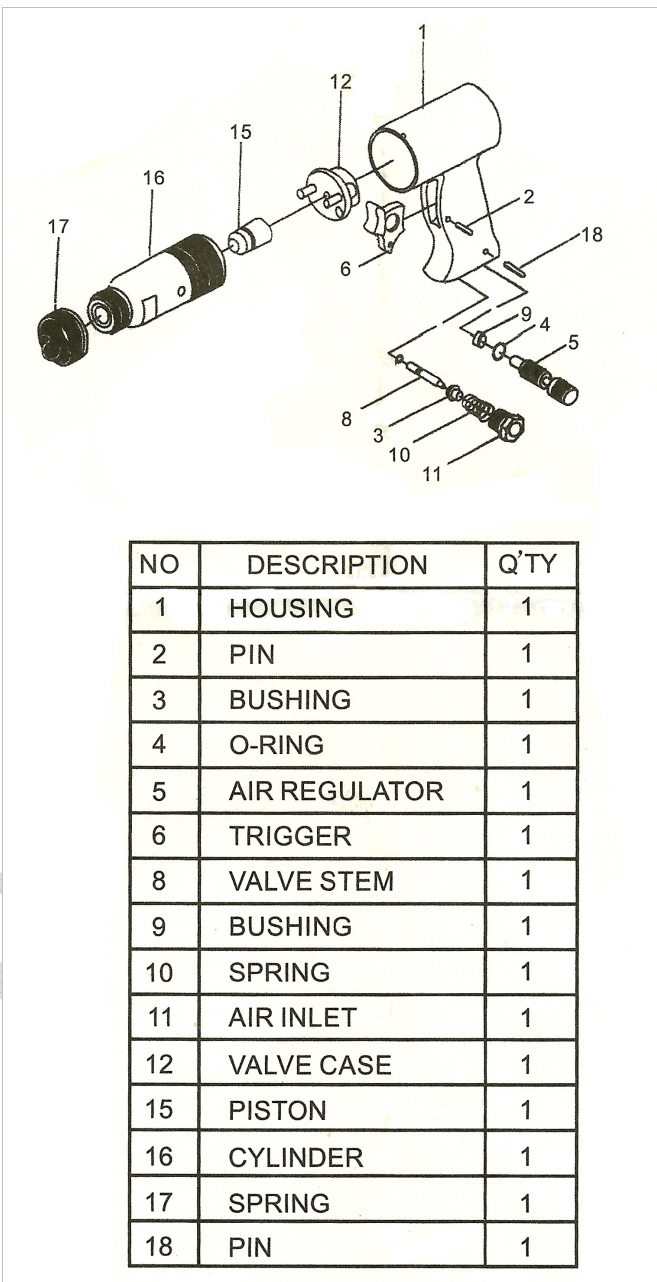 1
12
15
16
17
2
18
6
9
4
5
8
3
10
11
NO DESCRIPTION Q'TY
1 HOUSING 1
2 PIN 1
3 BUSHING 1
4 O-RING 1
5 AIR REGULATOR 1
6 TRIGGER 1
8 VALVE STEM 1
9 BUSHING 1
10 SPRING 1
11 AIR INLET 1
12 VALVE CASE 1
15 PISTON 1
16 CYLINDER 1
17 SPRING 1
18 PIN 1